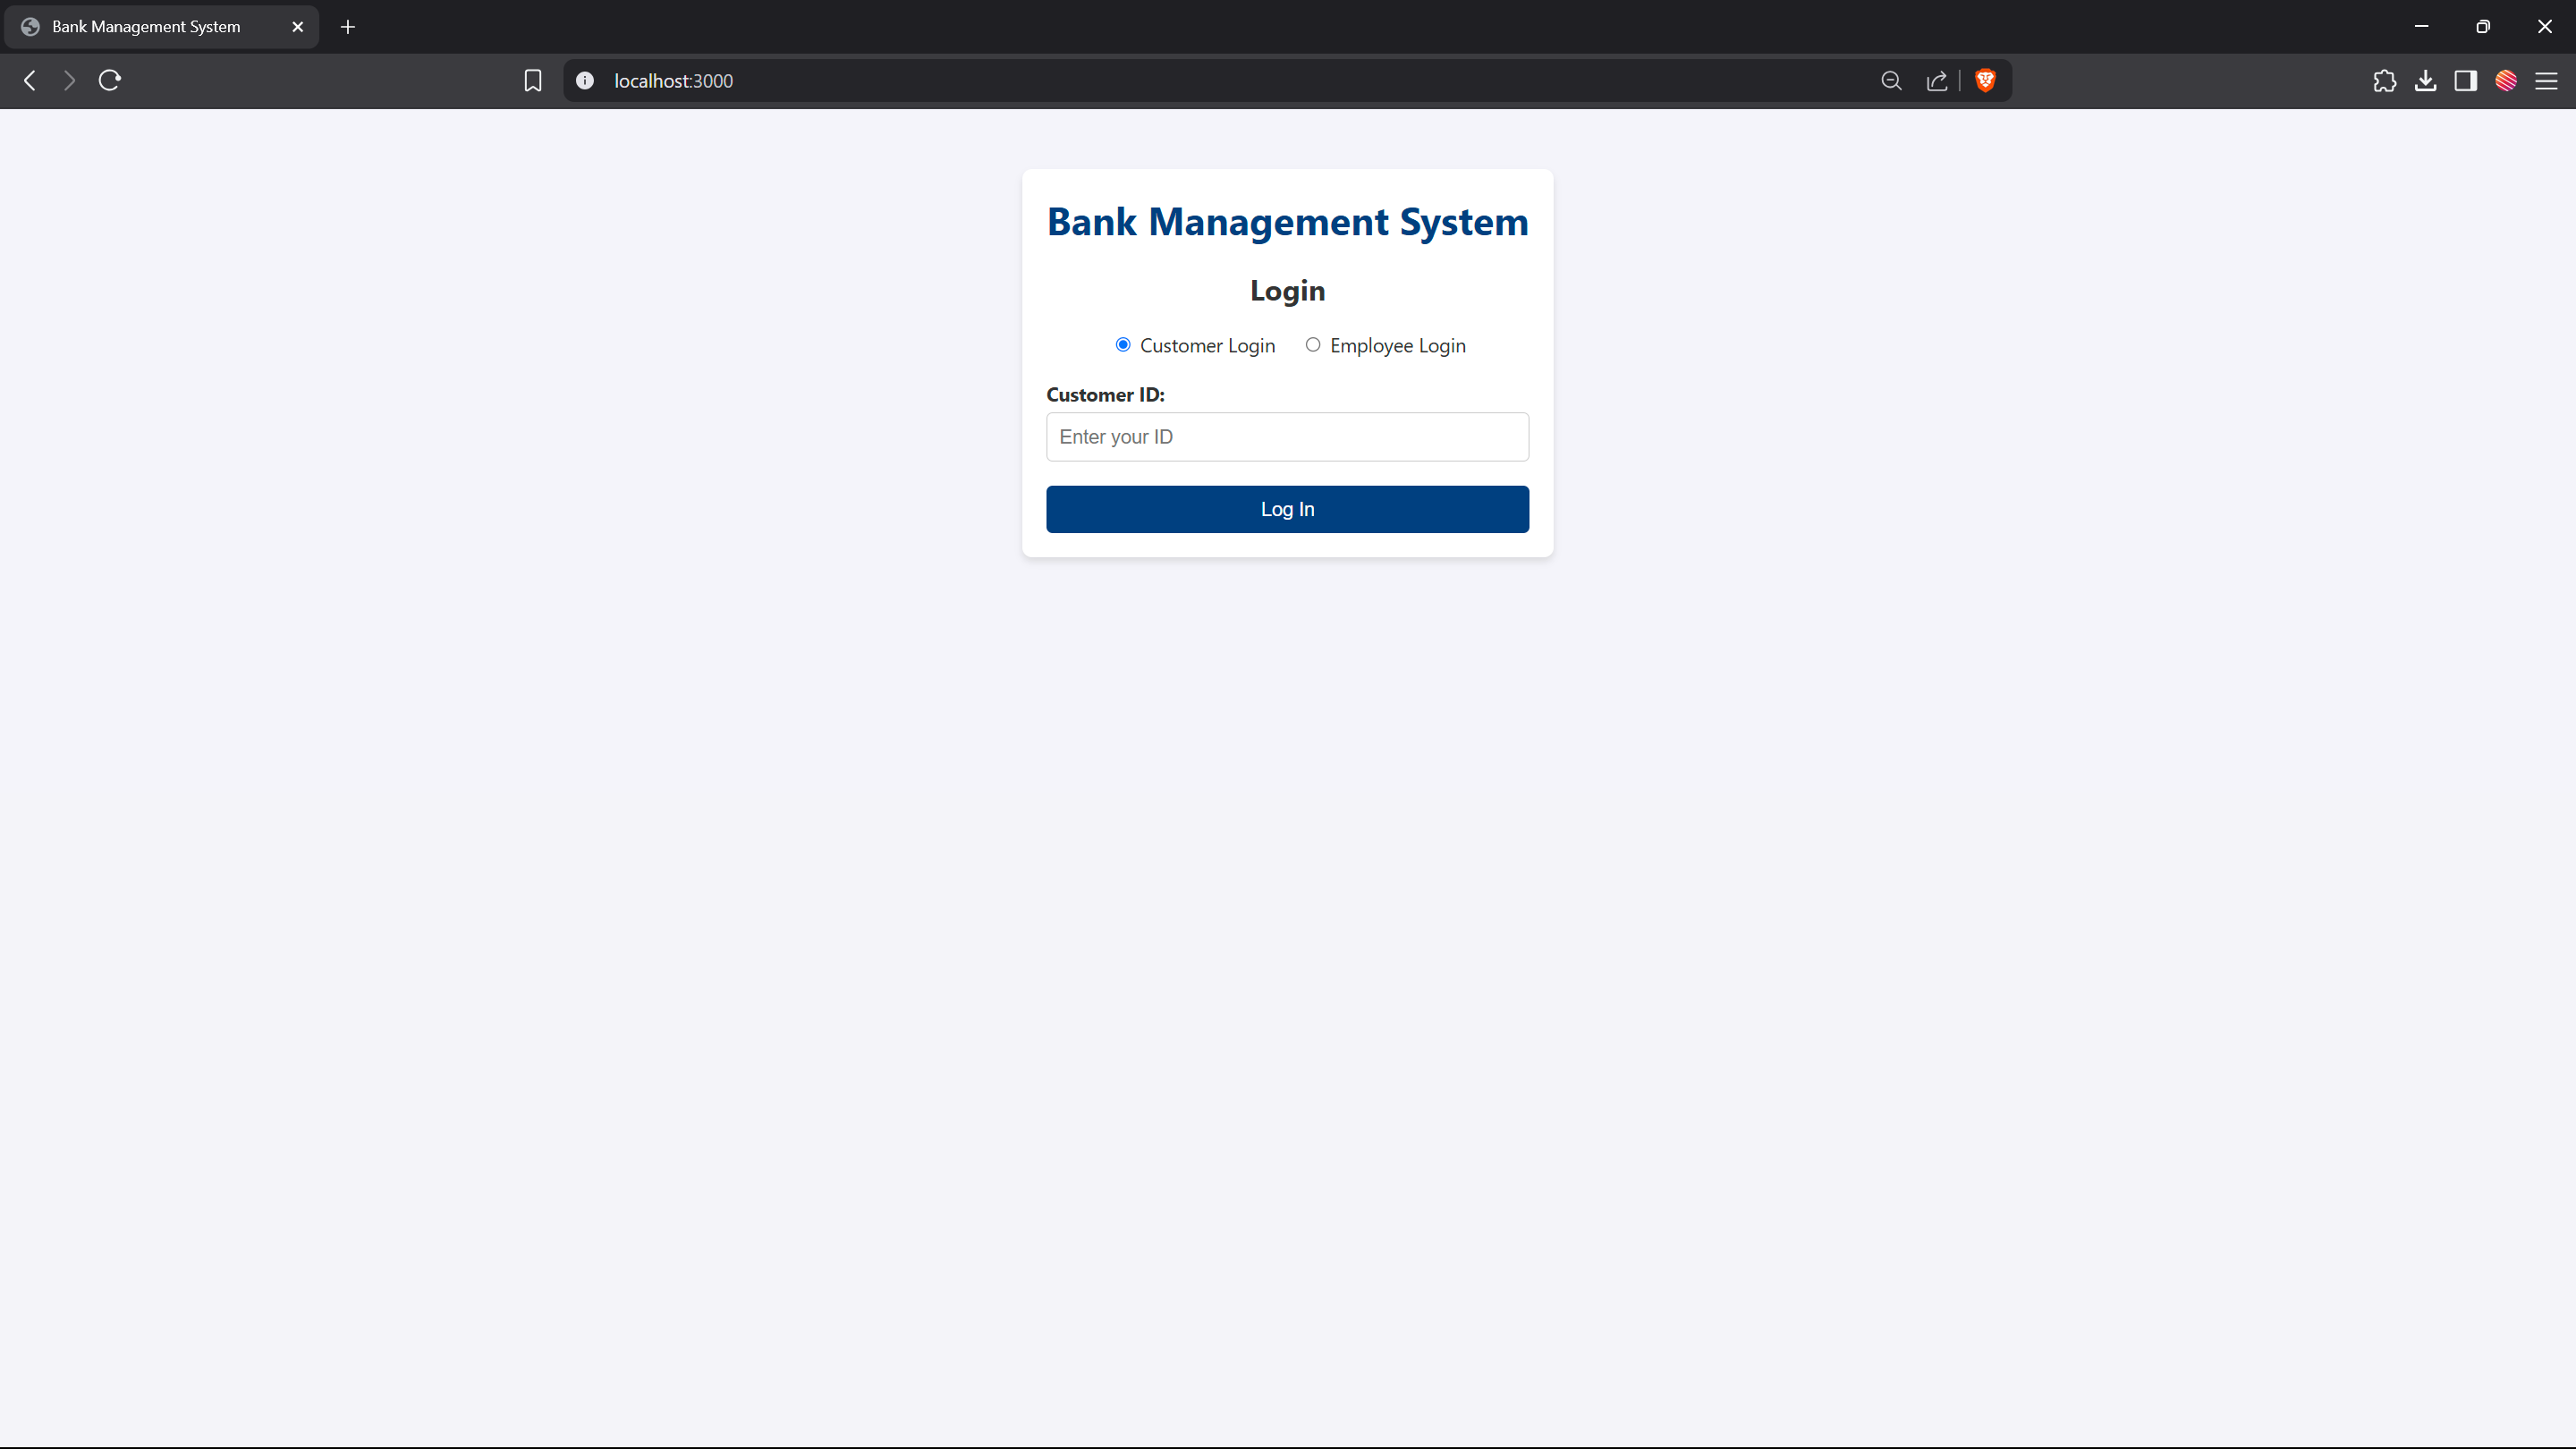 Bank Management System
localhost:3000
Bank Management System
Login
Customer Login Employee Login
Customer ID:
Enter your ID
Log In